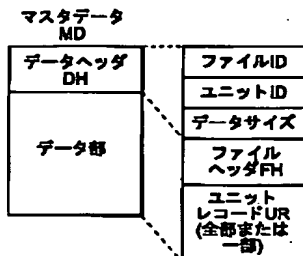 マスタデータ
MD
データヘッダ
DH
データ部
ファイルID
ユニットID
データサイズ
ファイル
ヘッダFH
ユニット
レコードUR
(全部または
一部)